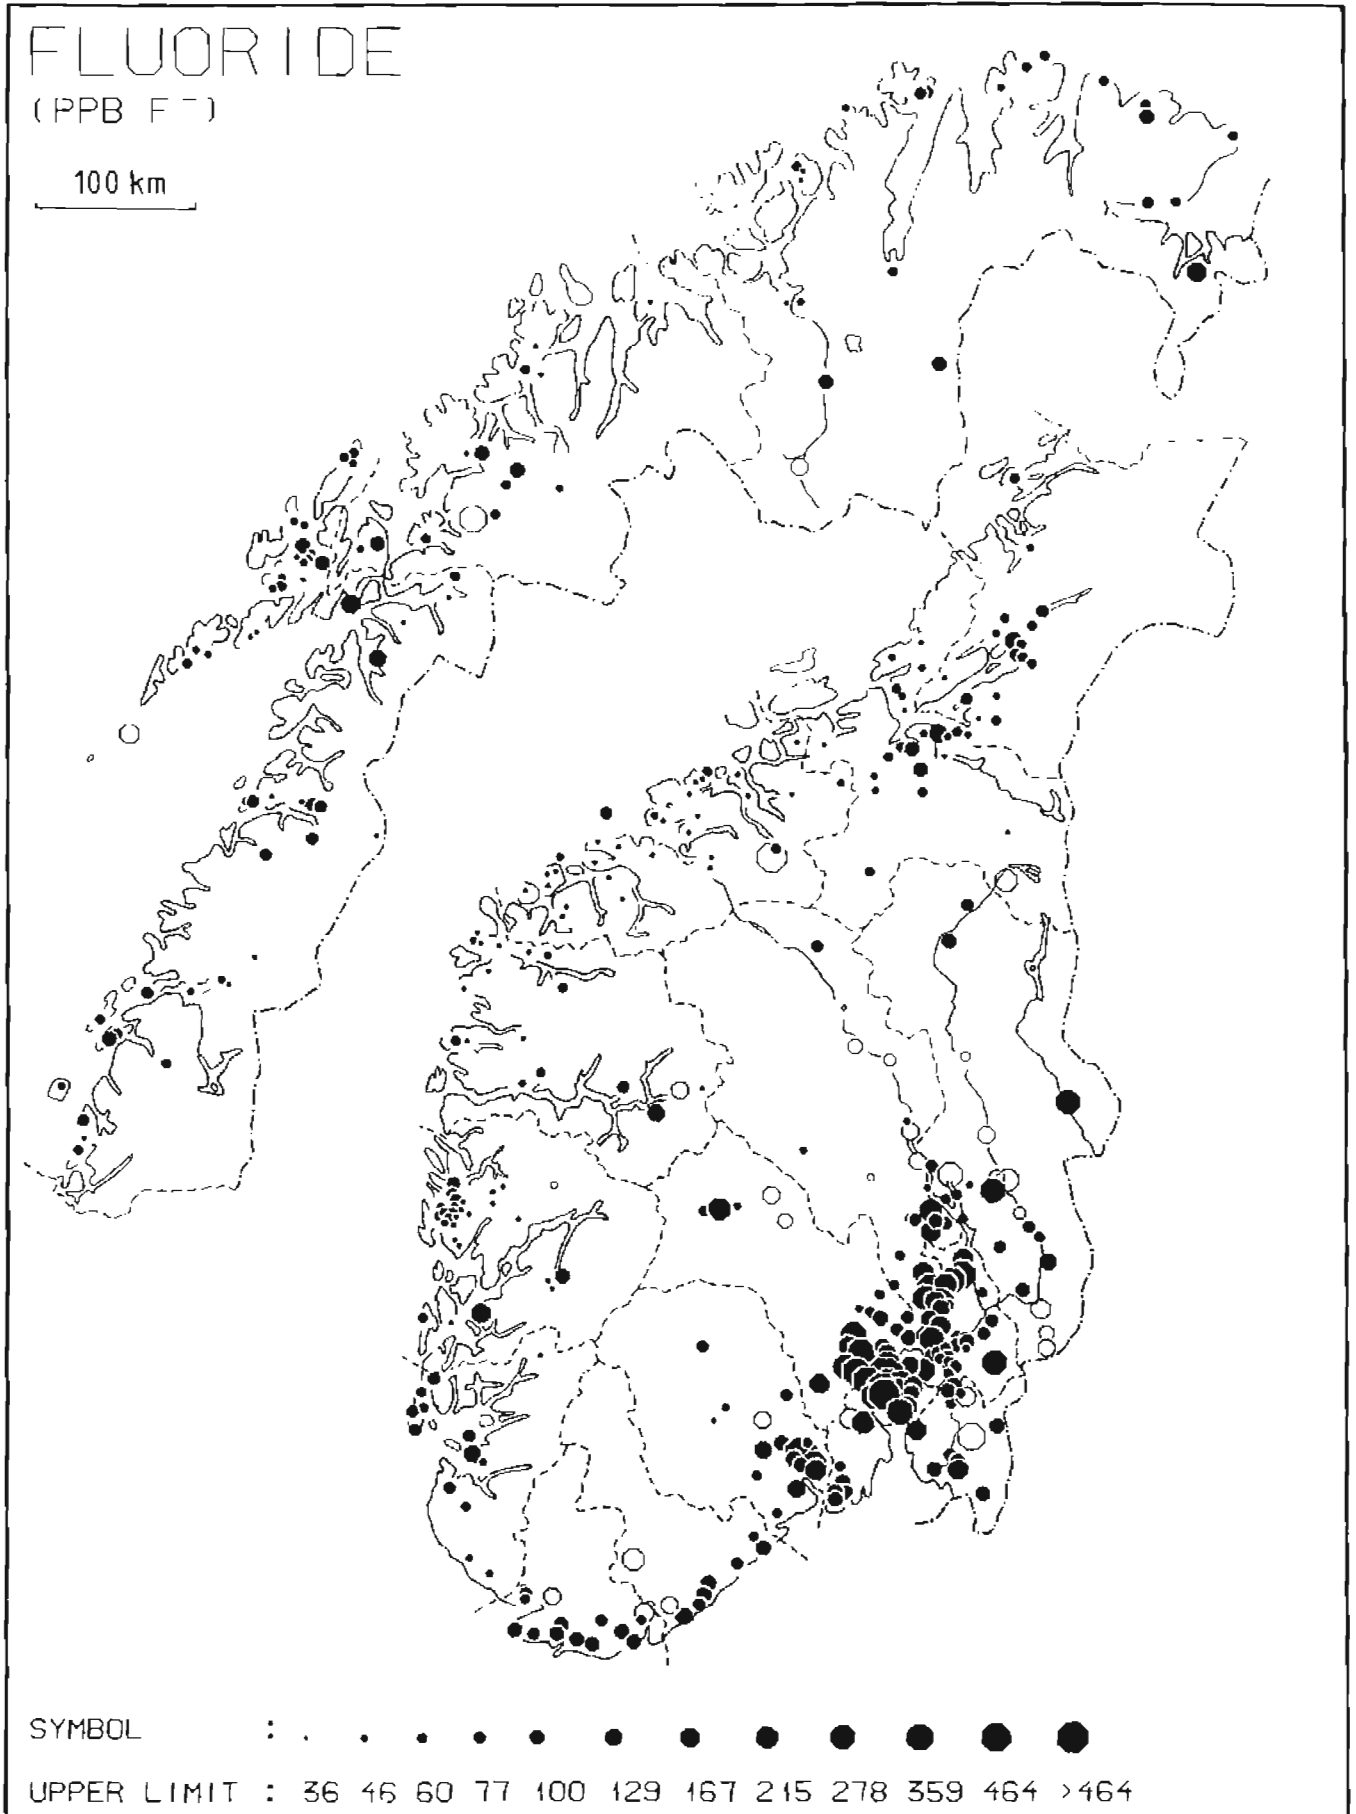 FLUORIDE
(PPB F⁻)
100 km
SYMBOL :
UPPER LIMIT : 36 46 60 77 100 129 167 215 278 359 464 >464